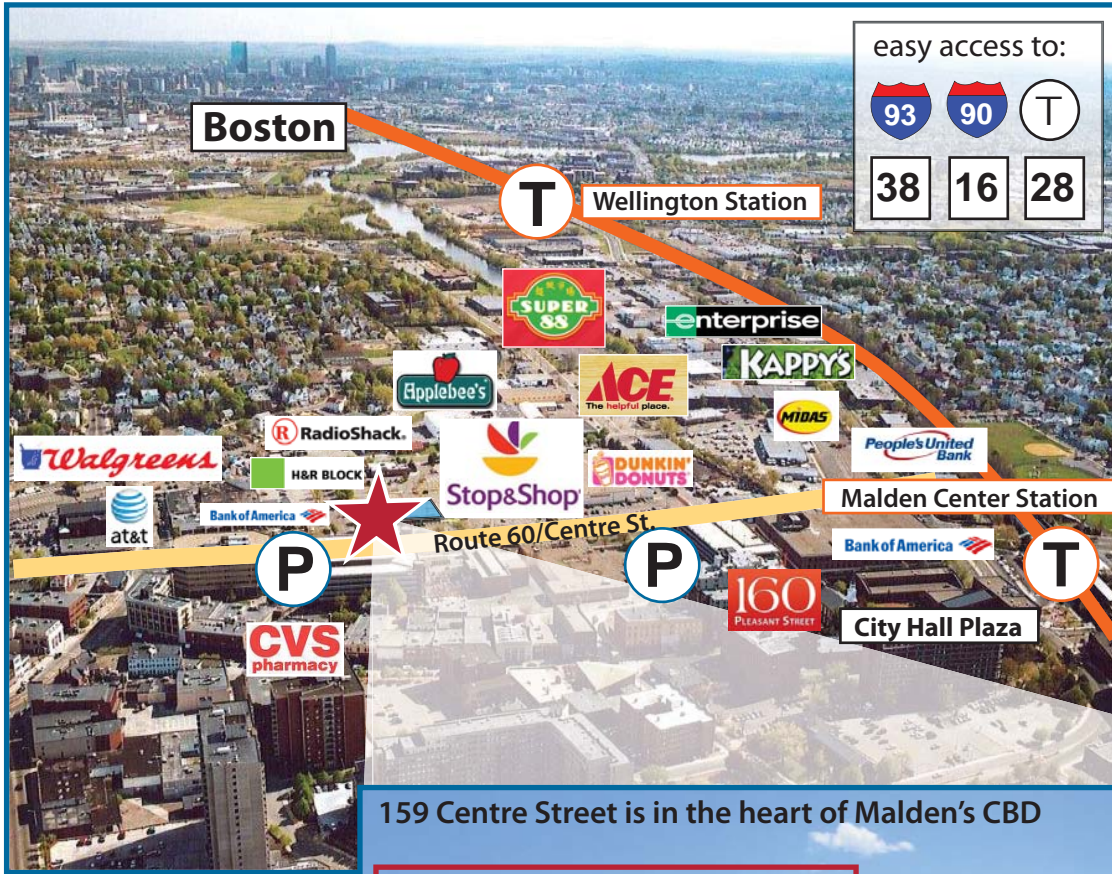 easy access to:
93 90 T
38 16 28
Boston
T
Wellington Station
SUPER
88
enterprise
KAPPY'S
Applebee's
ACE
The helpful place.
MIDAS
R RadioShack®
Walgreens
H&R BLOCK
Stop&Shop®
DUNKIN'
DONUTS
People's United
Bank
at&t
Bank of America
Malden Center Station
Route 60/Centre St.
P
P
Bank of America
T
160
PLEASANT STREET
City Hall Plaza
CVS
pharmacy
159 Centre Street is in the heart of Malden's CBD